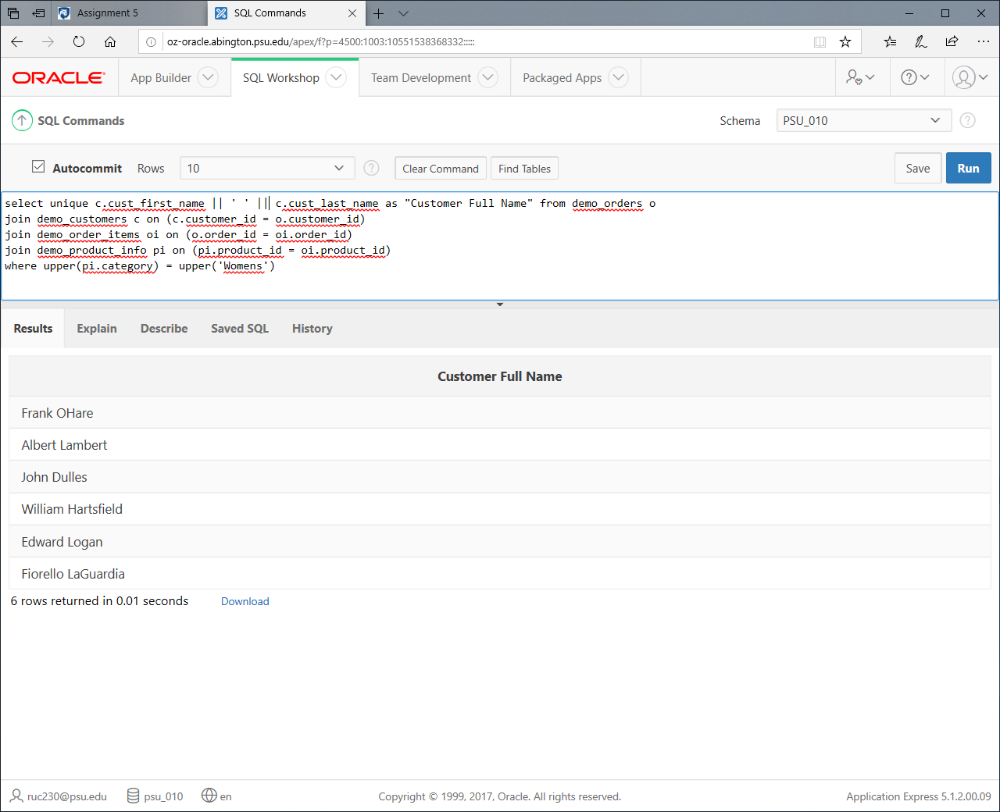 Assignment 5
SQL Commands
oz-oracle.abington.psu.edu/apex/f?p=4500:1003:10551538368332:::::
ORACLE
App Builder
SQL Workshop
Team Development
Packaged Apps
SQL Commands
Schema
PSU_010
Autocommit
Rows
10
Clear Command
Find Tables
Save
Run
select unique c.cust_first_name || ' ' || c.cust_last_name as "Customer Full Name" from demo_orders o
join demo_customers c on (c.customer_id = o.customer_id)
join demo_order_items oi on (o.order_id = oi.order_id)
join demo_product_info pi on (pi.product_id = oi.product_id)
where upper(pi.category) = upper('Womens')
Results
Explain
Describe
Saved SQL
History
Customer Full Name
Frank OHare
Albert Lambert
John Dulles
William Hartsfield
Edward Logan
Fiorello LaGuardia
6 rows returned in 0.01 seconds
Download
ruc230@psu.edu
psu_010
en
Copyright © 1999, 2017, Oracle. All rights reserved.
Application Express 5.1.2.00.09